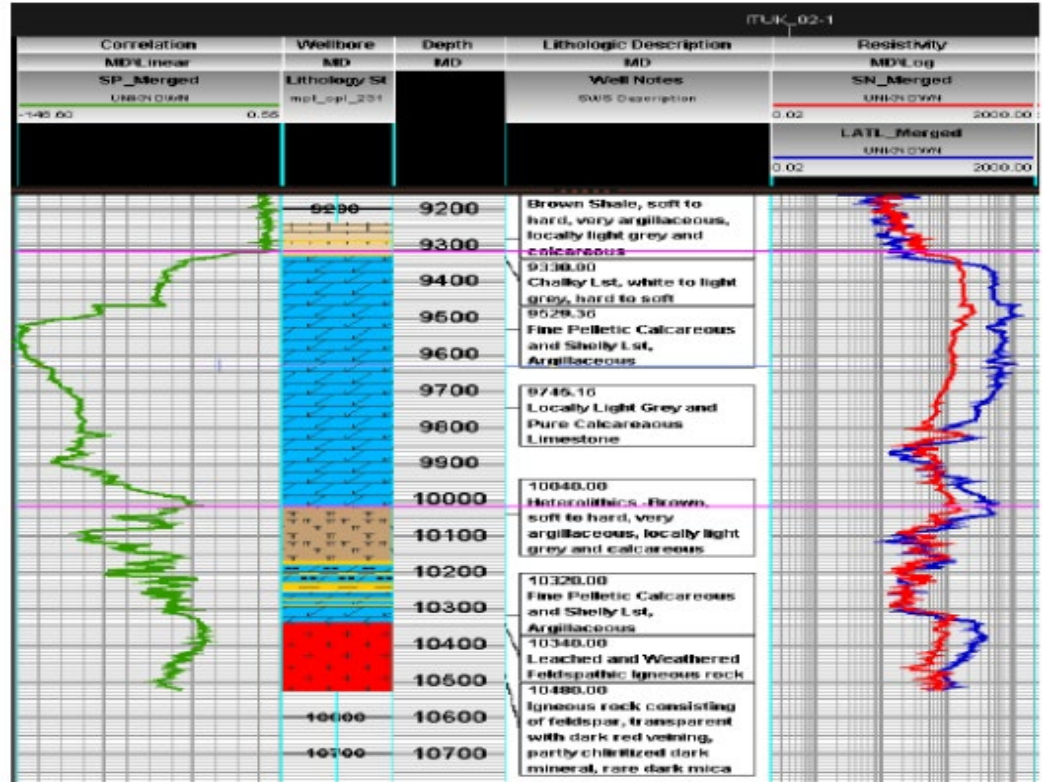 ITUK_02-1
Correlation
Wellbore
Depth
Lithologic Description
Resistivity
MD\Linear
MD
MD
MD
MD\Log
SP_Merged
Lithology St
Well Notes
SN_Merged
UNKNOWN
mpt_opl_231
SWS Description
UNKNOWN
0.55
0.02
2000.00
LATL_Merged
UNKNOWN
0.02
2000.00
9200
9200
9300
9400
9500
9600
9700
9800
9900
10000
10100
10200
10300
10400
10500
10600
10600
10700
10700
Brown Shale, soft to
hard, very argillaceous,
locally light grey and
calcareous
9330.00
Chalky Lst, white to light
grey, hard to soft
9529.36
Fine Pelletic Calcareous
and Shelly Lst,
Argillaceous
9745.16
Locally Light Grey and
Pure Calcareaous
Limestone
10040.00
Heterolithics -Brown,
soft to hard, very
argillaceous, locally light
grey and calcareous
10320.00
Fine Pelletic Calcareous
and Shelly Lst,
Argillaceous
10340.00
Leached and Weathered
Feldspathic Igneous rock
10480.00
Igneous rock consisting
of feldspar, transparent
with dark red veining,
partly chlritilized dark
mineral, rare dark mica